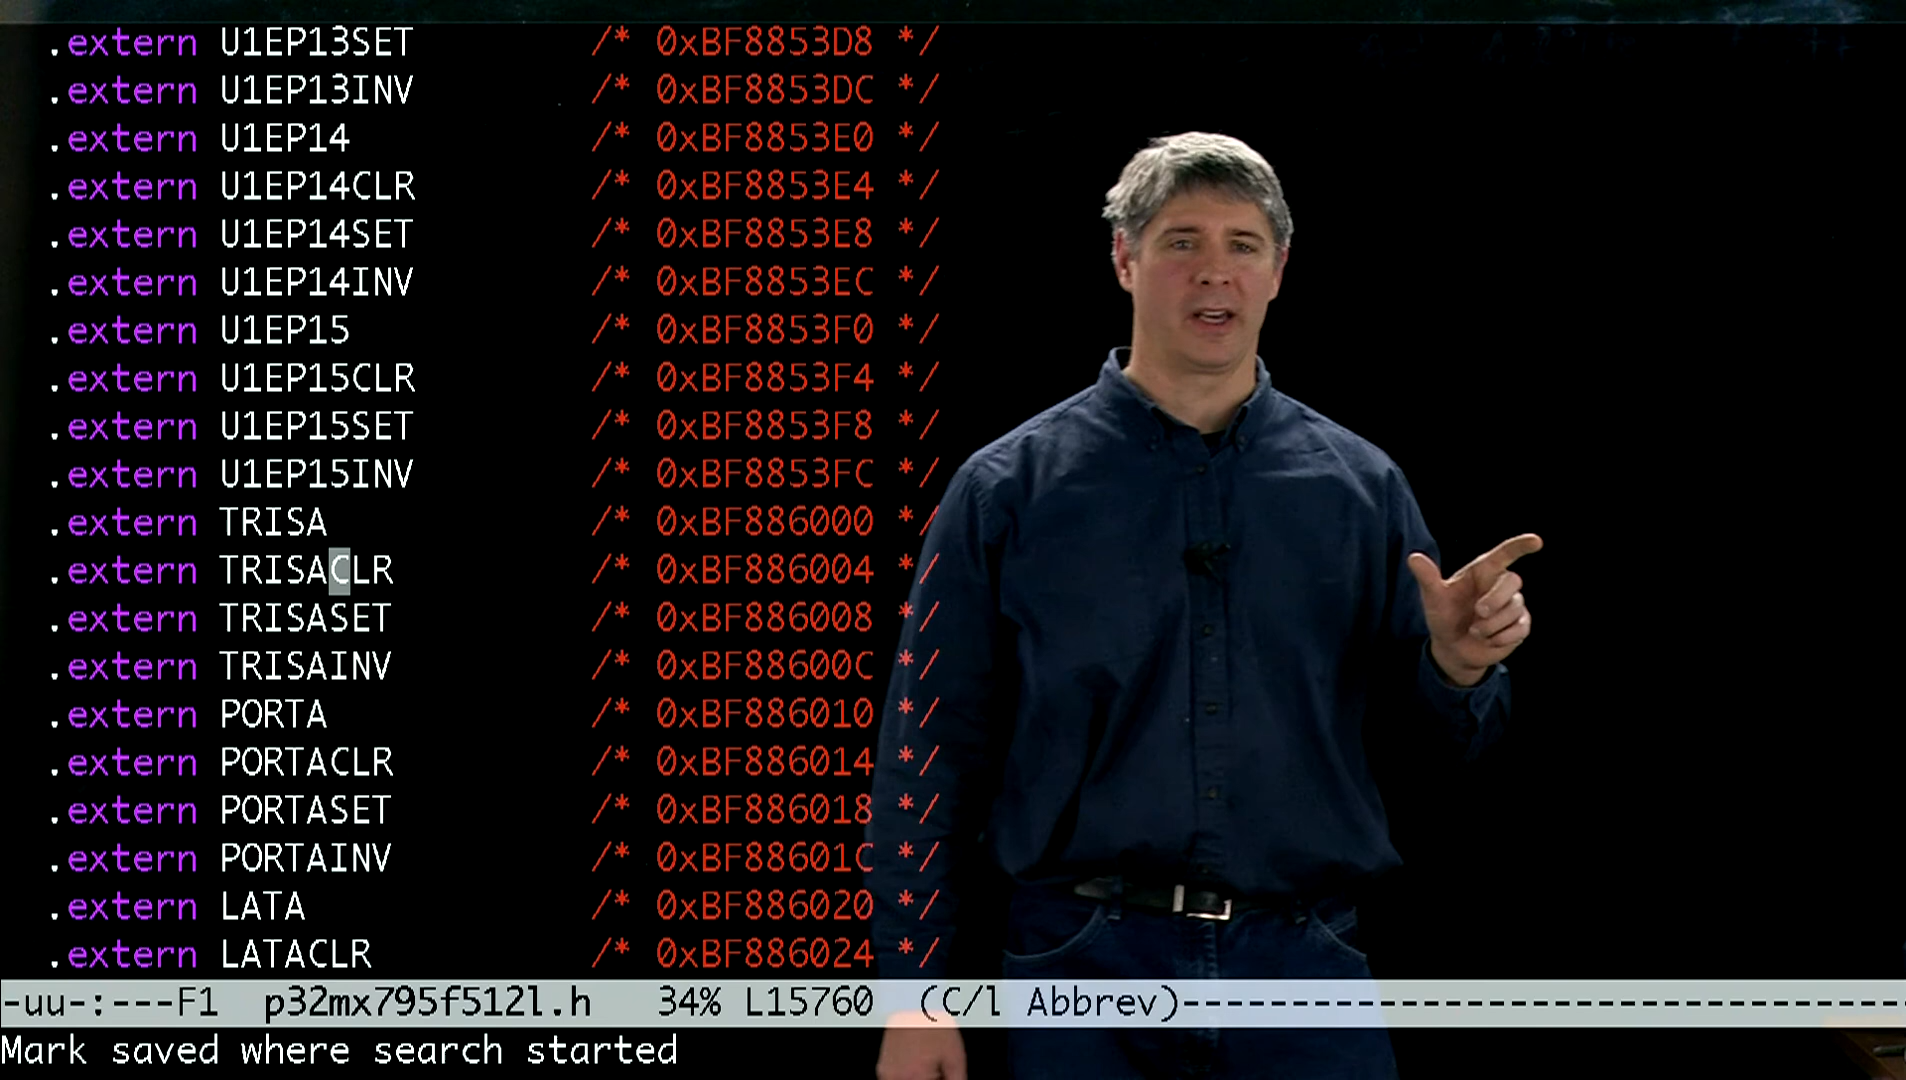 .extern U1EP13SET /* 0xBF8853D8 */
.extern U1EP13INV /* 0xBF8853DC */
.extern U1EP14 /* 0xBF8853E0 */
.extern U1EP14CLR /* 0xBF8853E4 */
.extern U1EP14SET /* 0xBF8853E8 */
.extern U1EP14INV /* 0xBF8853EC */
.extern U1EP15 /* 0xBF8853F0 */
.extern U1EP15CLR /* 0xBF8853F4 */
.extern U1EP15SET /* 0xBF8853F8 */
.extern U1EP15INV /* 0xBF8853FC */
.extern TRISA /* 0xBF886000 */
.extern TRISACLR /* 0xBF886004 */
.extern TRISASET /* 0xBF886008 */
.extern TRISAINV /* 0xBF88600C */
.extern PORTA /* 0xBF886010 */
.extern PORTACLR /* 0xBF886014 */
.extern PORTASET /* 0xBF886018 */
.extern PORTAINV /* 0xBF88601C */
.extern LATA /* 0xBF886020 */
.extern LATACLR /* 0xBF886024 */
-uu-:---F1 p32mx795f512l.h 34% L15760 (C/l Abbrev)----------------------------------
Mark saved where search started